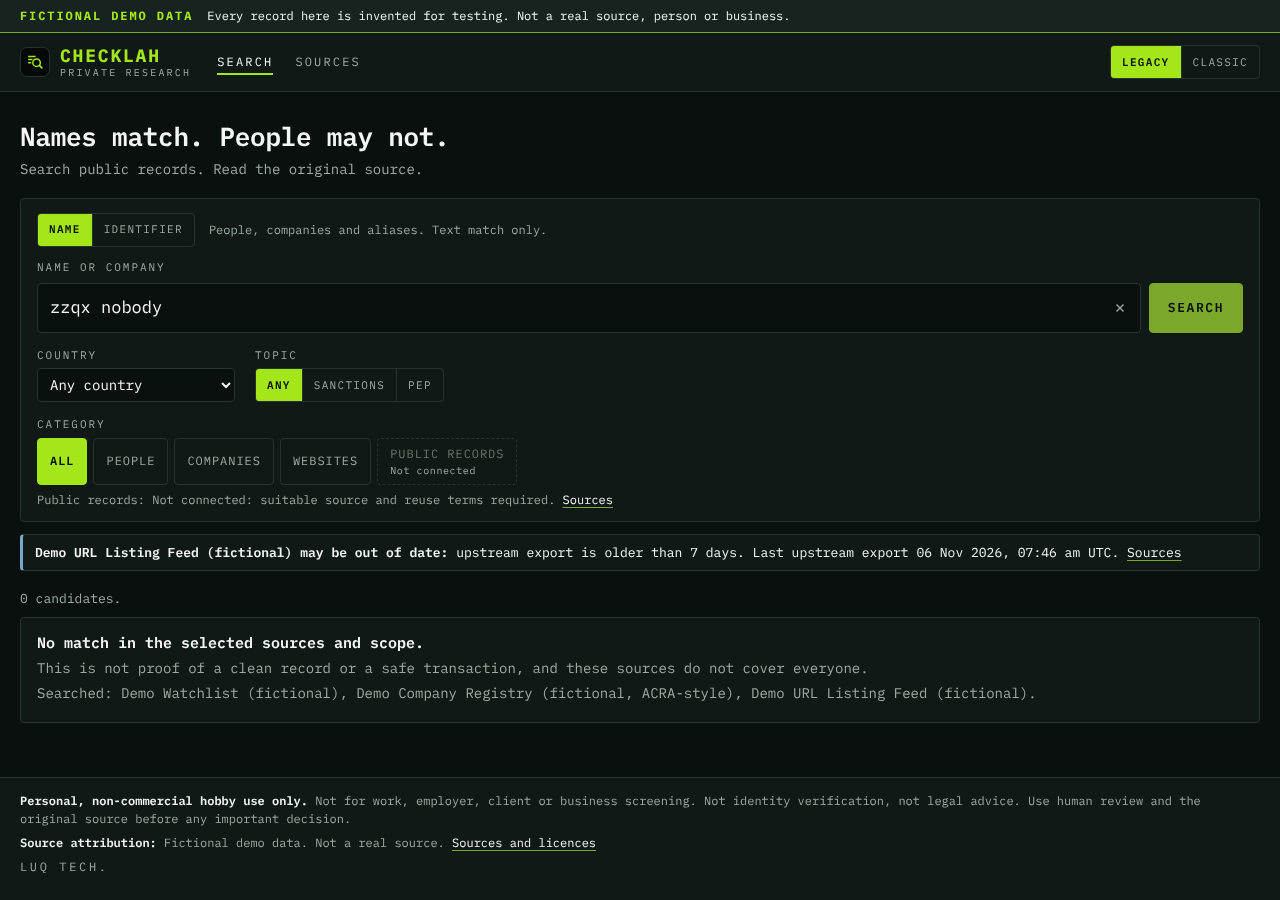 FICTIONAL DEMO DATA Every record here is invented for testing. Not a real source, person or business.
CHECKLAH
PRIVATE RESEARCH
SEARCH SOURCES
LEGACY CLASSIC
Names match. People may not.
Search public records. Read the original source.
NAME IDENTIFIER People, companies and aliases. Text match only.
NAME OR COMPANY
zzqx nobody × SEARCH
COUNTRY TOPIC
Any country ANY SANCTIONS PEP
CATEGORY
ALL PEOPLE COMPANIES WEBSITES PUBLIC RECORDS
Not connected
Public records: Not connected: suitable source and reuse terms required. Sources
Demo URL Listing Feed (fictional) may be out of date: upstream export is older than 7 days. Last upstream export 06 Nov 2026, 07:46 am UTC. Sources
0 candidates.
No match in the selected sources and scope.
This is not proof of a clean record or a safe transaction, and these sources do not cover everyone.
Searched: Demo Watchlist (fictional), Demo Company Registry (fictional, ACRA-style), Demo URL Listing Feed (fictional).
Personal, non-commercial hobby use only. Not for work, employer, client or business screening. Not identity verification, not legal advice. Use human review and the
original source before any important decision.
Source attribution: Fictional demo data. Not a real source. Sources and licences
LUQ TECH.